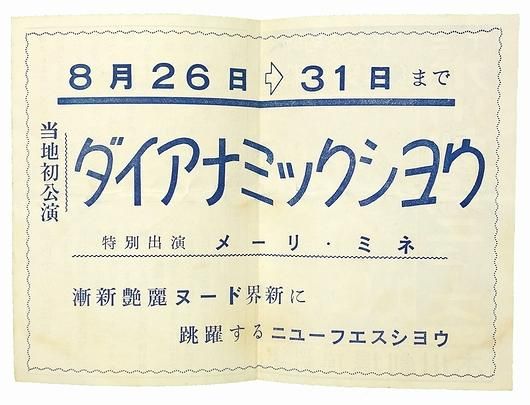 8月26日⇨31日まで
当地初公演
ダイアナミックシヨウ
特別出演 メーリ・ミネ
漸新艶麗ヌード界新に
跳躍するニューフエスシヨウ